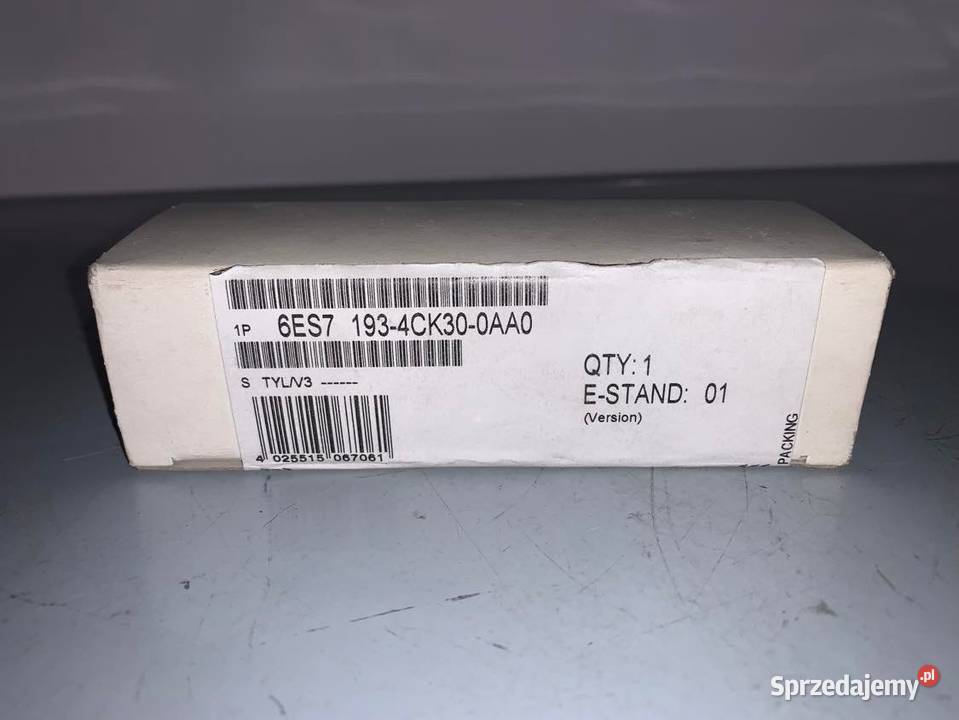 1P 6ES7 193-4CK30-0AA0
S TYL/V3 ------
4 025515 067061
QTY: 1
E-STAND: 01
(Version)
PACKING
Sprzedajemy.pl